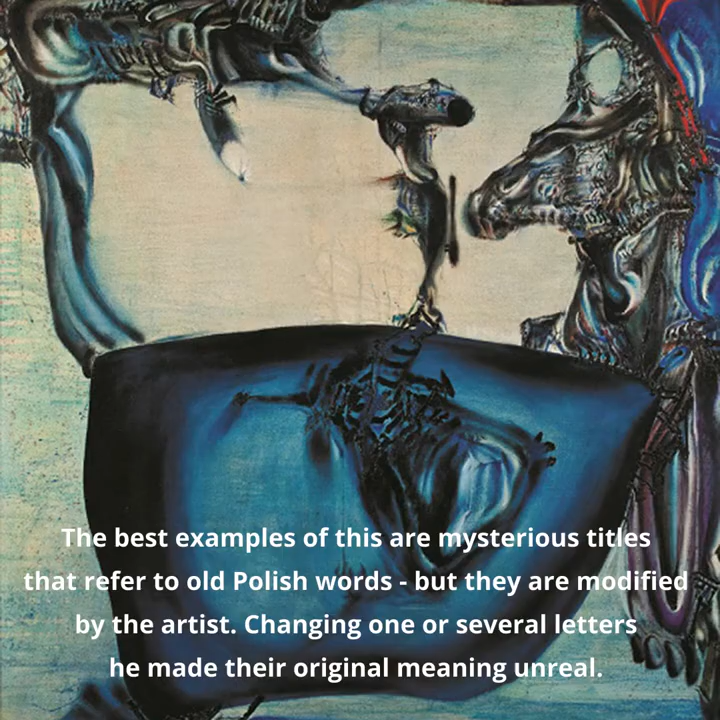 The best examples of this are mysterious titles
that refer to old Polish words - but they are modified
by the artist. Changing one or several letters
he made their original meaning unreal.